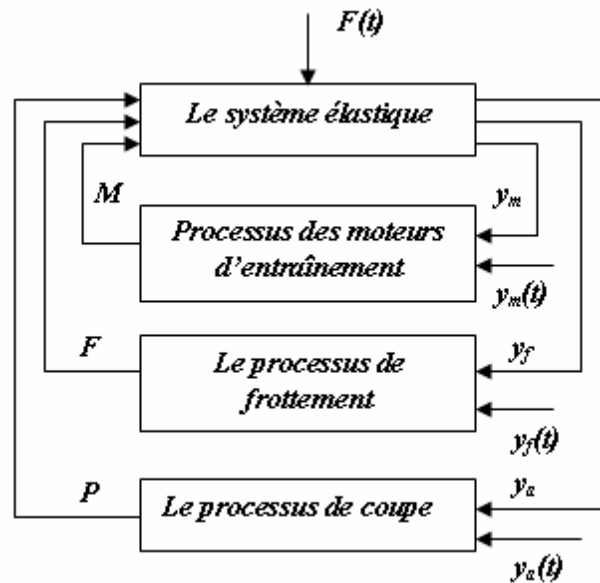 F(t)
Le système élastique
M
y_m
Processus des moteurs
d'entraînement
y_m(t)
F
y_f
Le processus de
frottement
y_f(t)
P
y_a
Le processus de coupe
y_a(t)